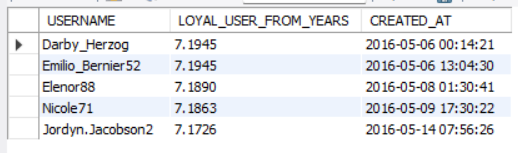 USERNAME LOYAL_USER_FROM_YEARS CREATED_AT
Darby_Herzog 7.1945 2016-05-06 00:14:21
Emilio_Bernier52 7.1945 2016-05-06 13:04:30
Elenor88 7.1890 2016-05-08 01:30:41
Nicole71 7.1863 2016-05-09 17:30:22
Jordyn.Jacobson2 7.1726 2016-05-14 07:56:26